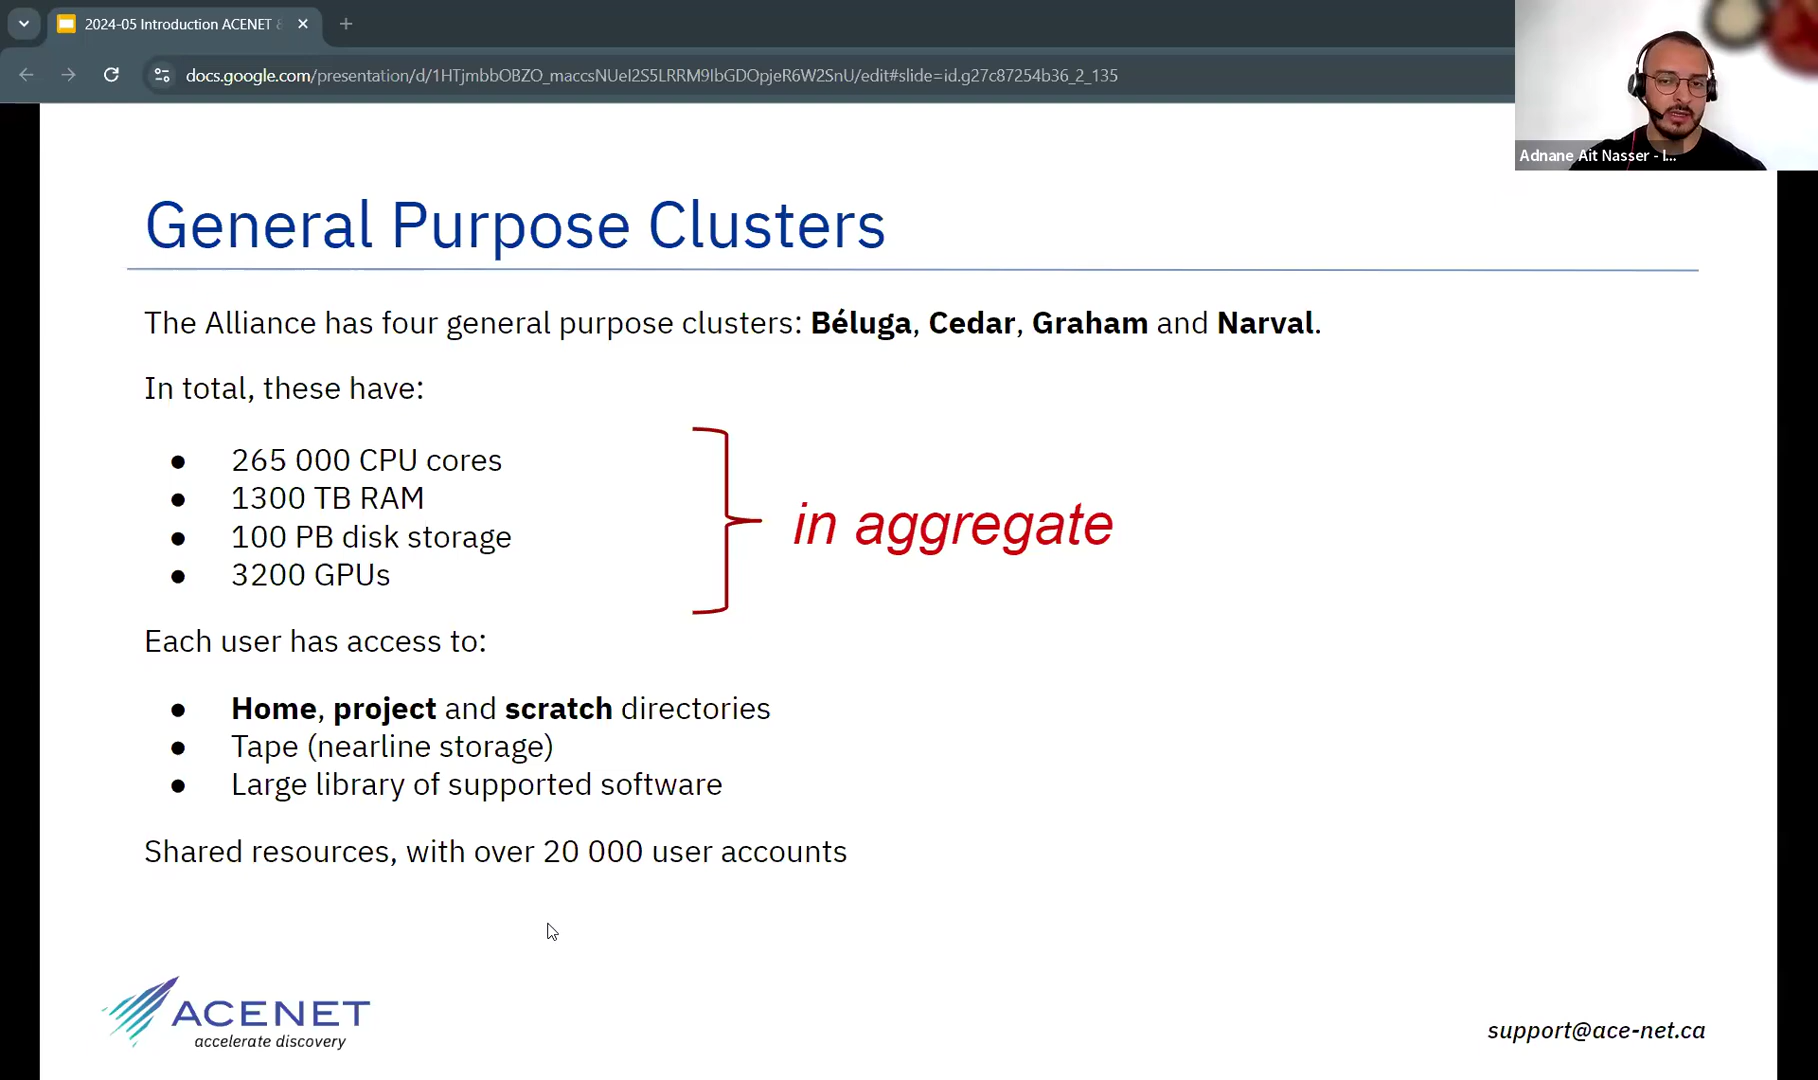 2024-05 Introduction ACENET &
docs.google.com/presentation/d/1HTjmbbOBZO_maccsNUeI2S5LRRM9IbGDOpjeR6W2SnU/edit#slide=id.g27c87254b36_2_135
Adnane Ait Nasser - I...
General Purpose Clusters
The Alliance has four general purpose clusters: Béluga, Cedar, Graham and Narval.
In total, these have:
● 265 000 CPU cores
● 1300 TB RAM
● 100 PB disk storage
● 3200 GPUs
in aggregate
Each user has access to:
● Home, project and scratch directories
● Tape (nearline storage)
● Large library of supported software
Shared resources, with over 20 000 user accounts
ACENET
accelerate discovery
support@ace-net.ca